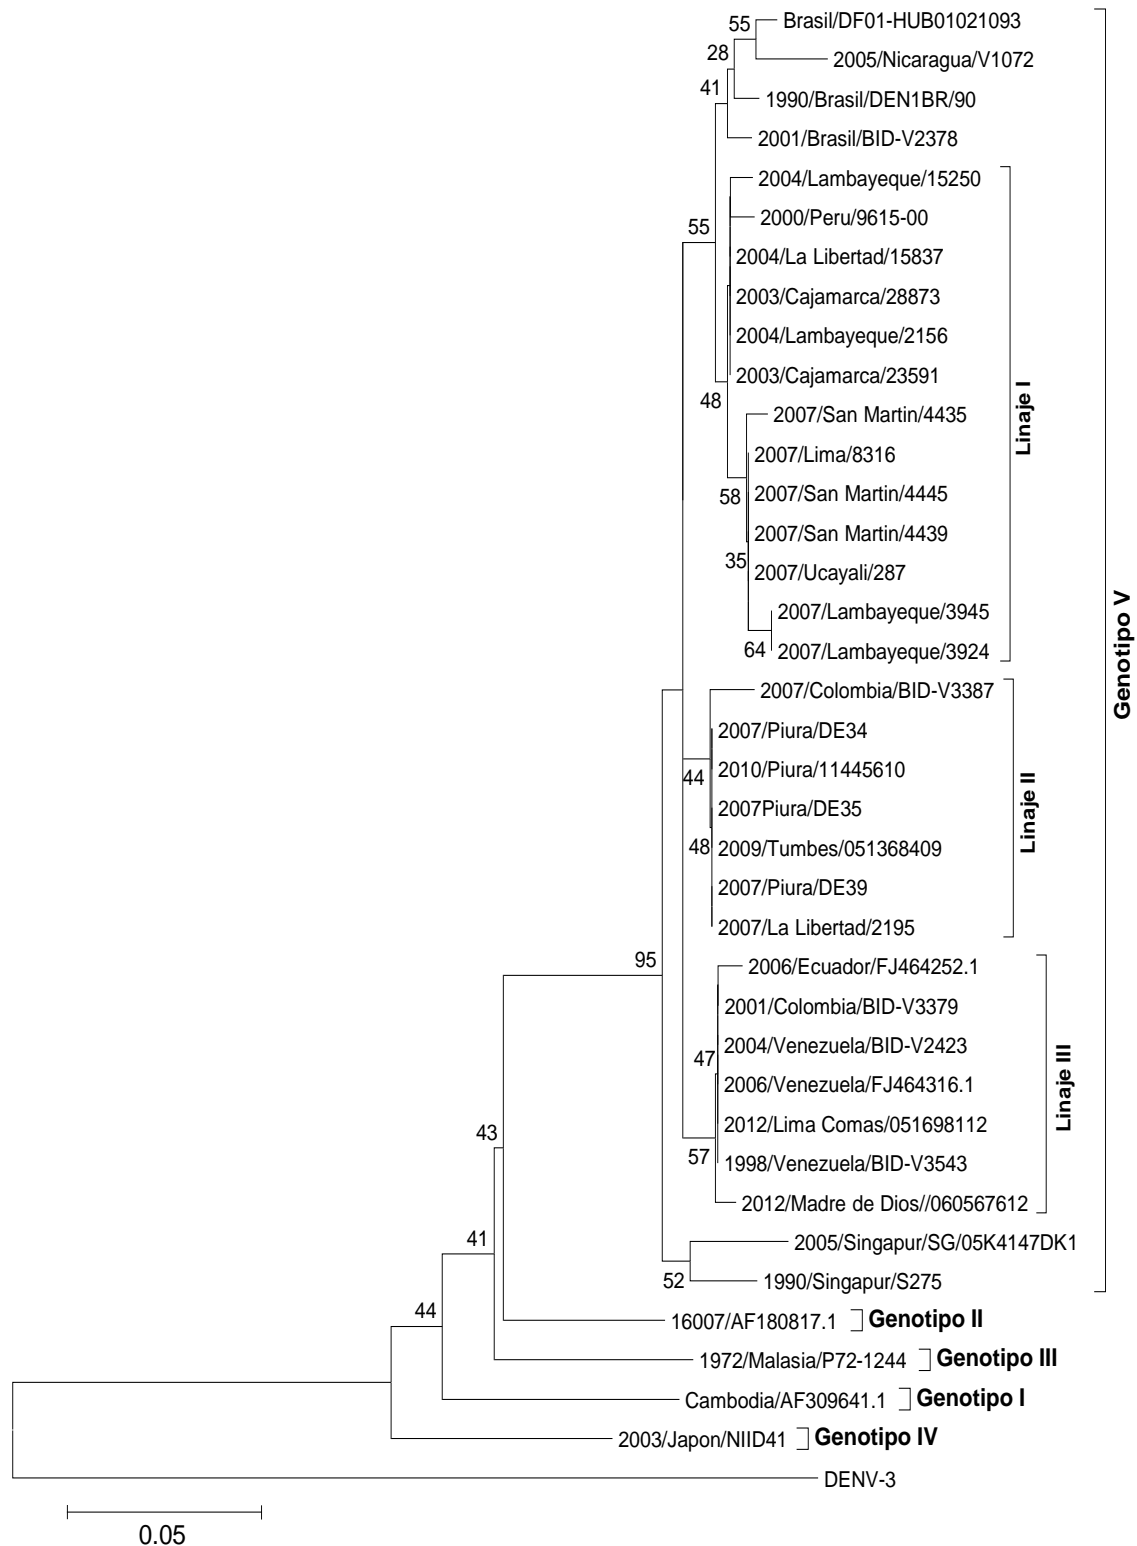 55
Brasil/DF01-HUB01021093
28
2005/Nicaragua/V1072
41
1990/Brasil/DEN1BR/90
2001/Brasil/BID-V2378
2004/Lambayeque/15250
55
2000/Peru/9615-00
2004/La Libertad/15837
2003/Cajamarca/28873
2004/Lambayeque/2156
2003/Cajamarca/23591
48
2007/San Martin/4435
Linaje I
2007/Lima/8316
58
2007/San Martin/4445
2007/San Martin/4439
35
2007/Ucayali/287
2007/Lambayeque/3945
64
2007/Lambayeque/3924
Genotipo V
2007/Colombia/BID-V3387
2007/Piura/DE34
44
2010/Piura/11445610
2007Piura/DE35
Linaje II
48
2009/Tumbes/051368409
2007/Piura/DE39
2007/La Libertad/2195
95
2006/Ecuador/FJ464252.1
2001/Colombia/BID-V3379
47
2004/Venezuela/BID-V2423
2006/Venezuela/FJ464316.1
Linaje III
43
2012/Lima Comas/051698112
57
1998/Venezuela/BID-V3543
2012/Madre de Dios//060567612
41
2005/Singapur/SG/05K4147DK1
52
1990/Singapur/S275
44
16007/AF180817.1
Genotipo II
1972/Malasia/P72-1244
Genotipo III
Cambodia/AF309641.1
Genotipo I
2003/Japon/NIID41
Genotipo IV
DENV-3
0.05